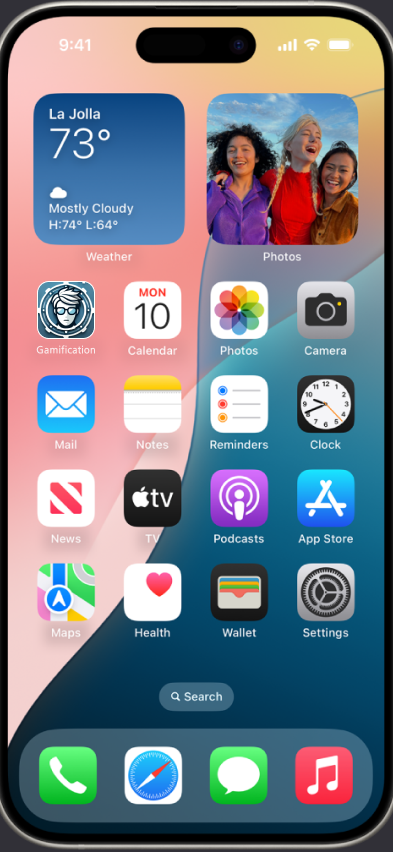 9:41
La Jolla
73°
Mostly Cloudy
H:74° L:64°
Weather
Photos
MON
10
Gamification
Calendar
Photos
Camera
Mail
Notes
Reminders
Clock
tv
News
TV
Podcasts
App Store
Maps
Health
Wallet
Settings
Search